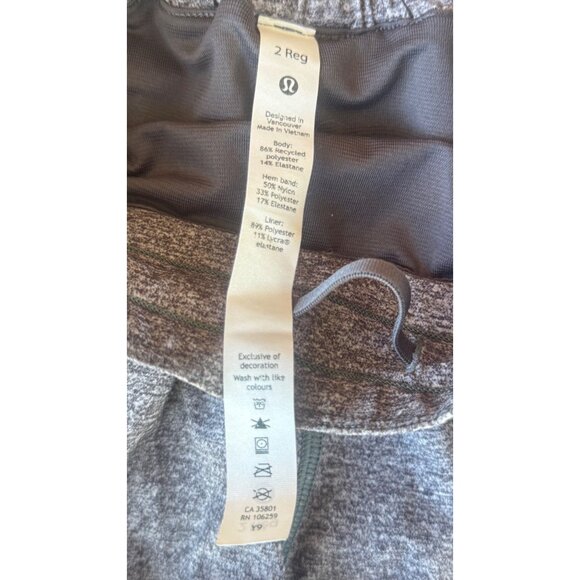 2 Reg
Designed in
Vancouver
Made in Vietnam
Body:
86% Recycled
polyester
14% Elastane
Hem band:
50% Nylon
33% Polyester
17% Elastane
Liner:
89% Polyester
11% Lycra®
elastane
Exclusive of
decoration
Wash with like
colours
CA 35801
RN 106259
Y9